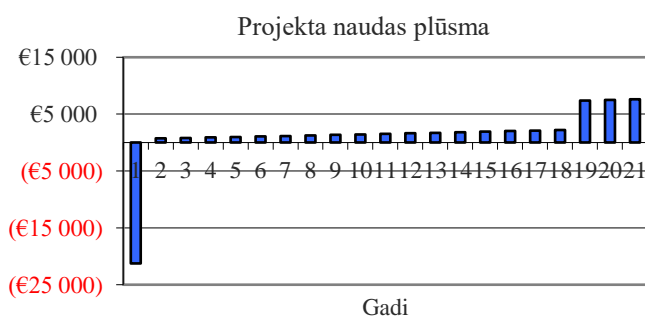 Projekta naudas plūsma
€15 000
€5 000
(€5 000)
(€15 000)
(€25 000)
1 2 3 4 5 6 7 8 9 10 11 12 13 14 15 16 17 18 19 20 21
Gadi